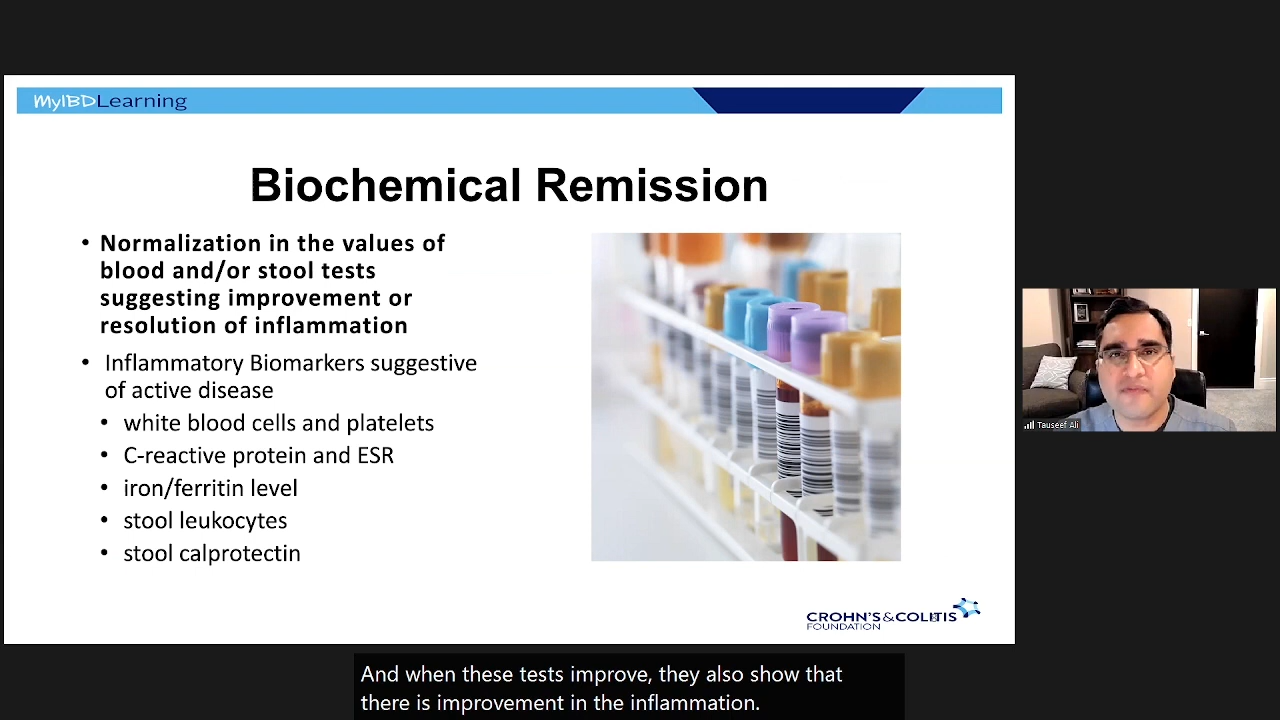 MyIBDLearning
Biochemical Remission
• Normalization in the values of
blood and/or stool tests
suggesting improvement or
resolution of inflammation
• Inflammatory Biomarkers suggestive
of active disease
• white blood cells and platelets
• C-reactive protein and ESR
• iron/ferritin level
• stool leukocytes
• stool calprotectin
CROHN'S & COLITIS
FOUNDATION
Tauseef Ali
And when these tests improve, they also show that
there is improvement in the inflammation.